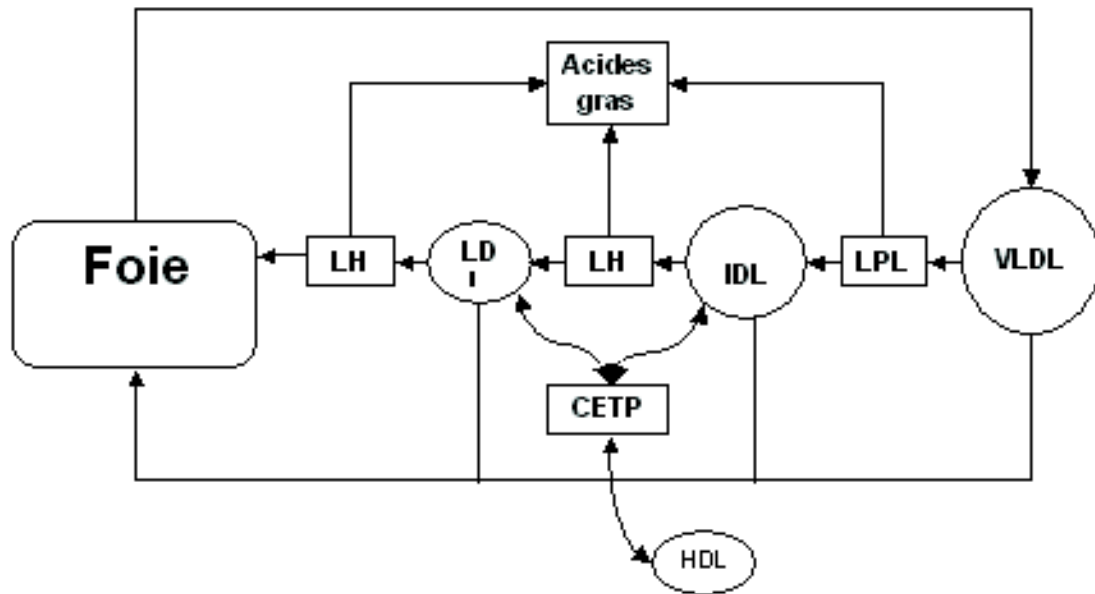 Acides
gras
Foie
LH
LD
LH
IDL
LPL
VLDL
CETP
HDL